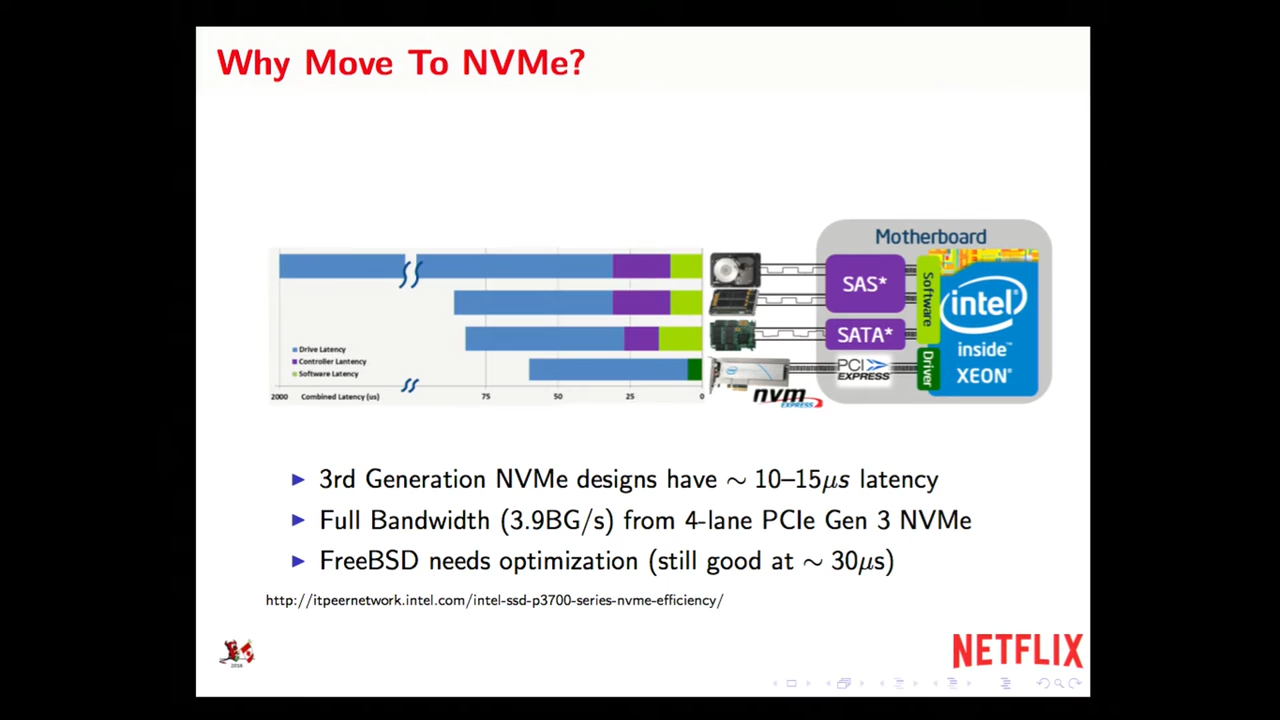 Why Move To NVMe?
Motherboard
SAS*
SATA*
PCI
EXPRESS
Software
Driver
intel
inside™
XEON®
Drive Latency
Controller Lantency
Software Latency
2000 Combined Latency (us) 75 50 25 0
nvm
EXPRESS
▶ 3rd Generation NVMe designs have ∼ 10–15μs latency
▶ Full Bandwidth (3.9BG/s) from 4-lane PCIe Gen 3 NVMe
▶ FreeBSD needs optimization (still good at ∼ 30μs)
http://itpeernetwork.intel.com/intel-ssd-p3700-series-nvme-efficiency/
2016
NETFLIX